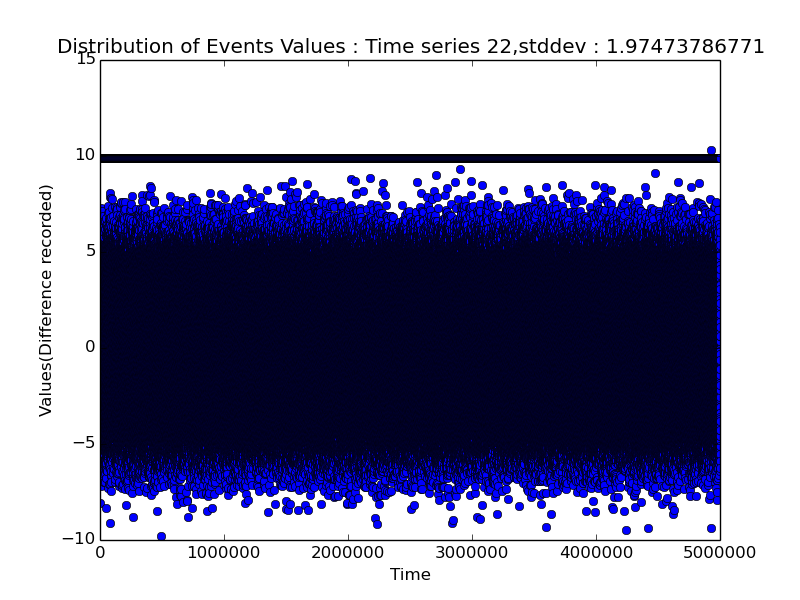 Distribution of Events Values : Time series 22,stddev : 1.97473786771
15
10
5
0
−5
−10
Values(Difference recorded)
0 1000000 2000000 3000000 4000000 5000000
Time